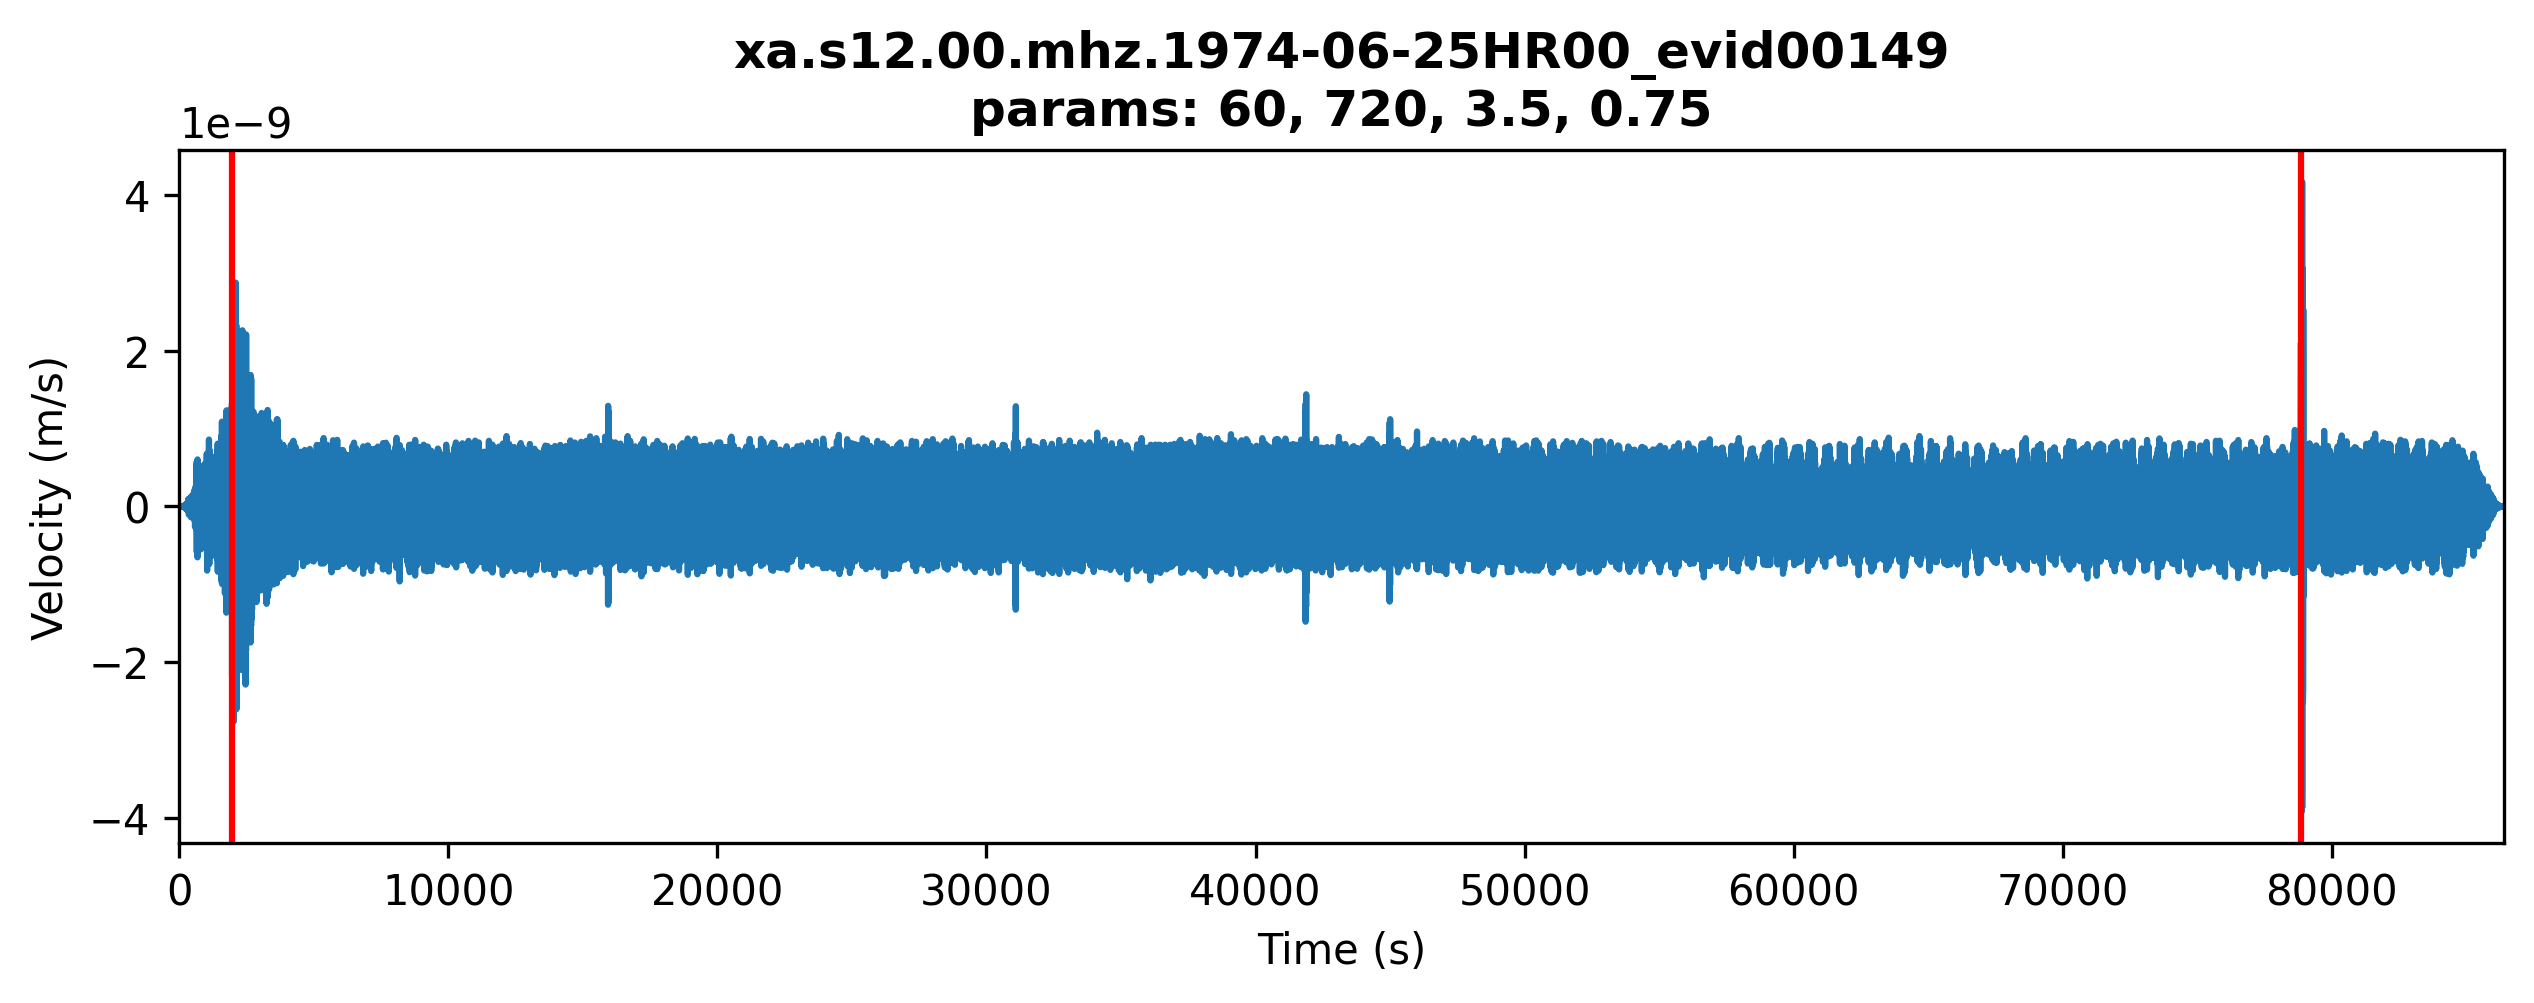 xa.s12.00.mhz.1974-06-25HR00_evid00149
params: 60, 720, 3.5, 0.75
1e−9
4
2
0
−2
−4
Velocity (m/s)
0 10000 20000 30000 40000 50000 60000 70000 80000
Time (s)